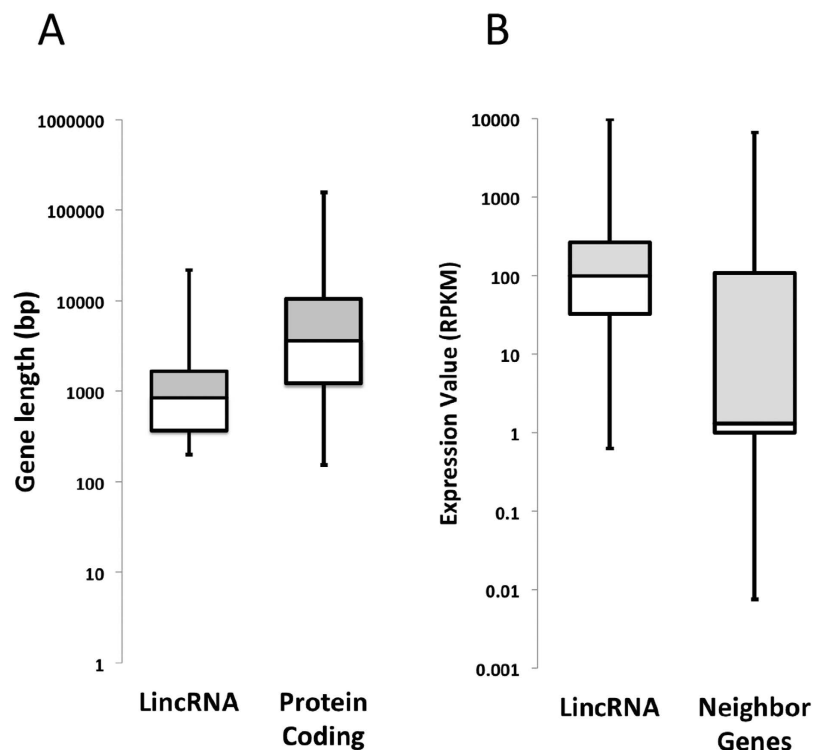 A
Gene length (bp)
1000000
100000
10000
1000
100
10
1
LincRNA
Protein
Coding
B
Expression Value (RPKM)
10000
1000
100
10
1
0.1
0.01
0.001
LincRNA
Neighbor
Genes